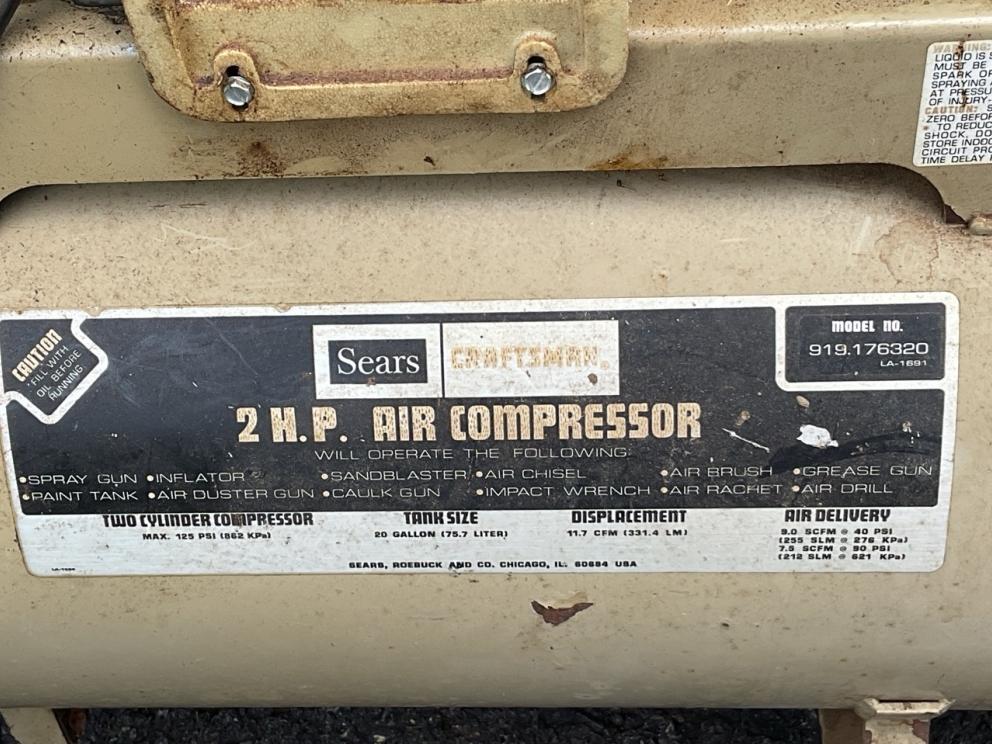 WARNING:
LIQUID IS
MUST BE
SPARK OR
SPRAYING
AT PRESSU
OF INJURY-
CAUTION: S
ZERO BEFOR
• TO REDUC
SHOCK, DO
STORE INDOO
CIRCUIT PRO
TIME DELAY
CAUTION
FILL WITH
OIL BEFORE
RUNNING
Sears CRAFTSMAN
MODEL NO.
919.176320
LA-1691
2 H.P. AIR COMPRESSOR
WILL OPERATE THE FOLLOWING:
•SPRAY GUN •INFLATOR •SANDBLASTER •AIR CHISEL •AIR BRUSH •GREASE GUN
•PAINT TANK •AIR DUSTER GUN •CAULK GUN •IMPACT WRENCH •AIR RACHET •AIR DRILL
TWO CYLINDER COMPRESSOR
MAX. 125 PSI (862 KPa)
TANK SIZE
20 GALLON (75.7 LITER)
DISPLACEMENT
11.7 CFM (331.4 LM)
AIR DELIVERY
9.0 SCFM @ 40 PSI
(255 SLM @ 276 KPa)
7.5 SCFM @ 90 PSI
(212 SLM @ 621 KPa)
SEARS, ROEBUCK AND CO. CHICAGO, IL. 60684 USA